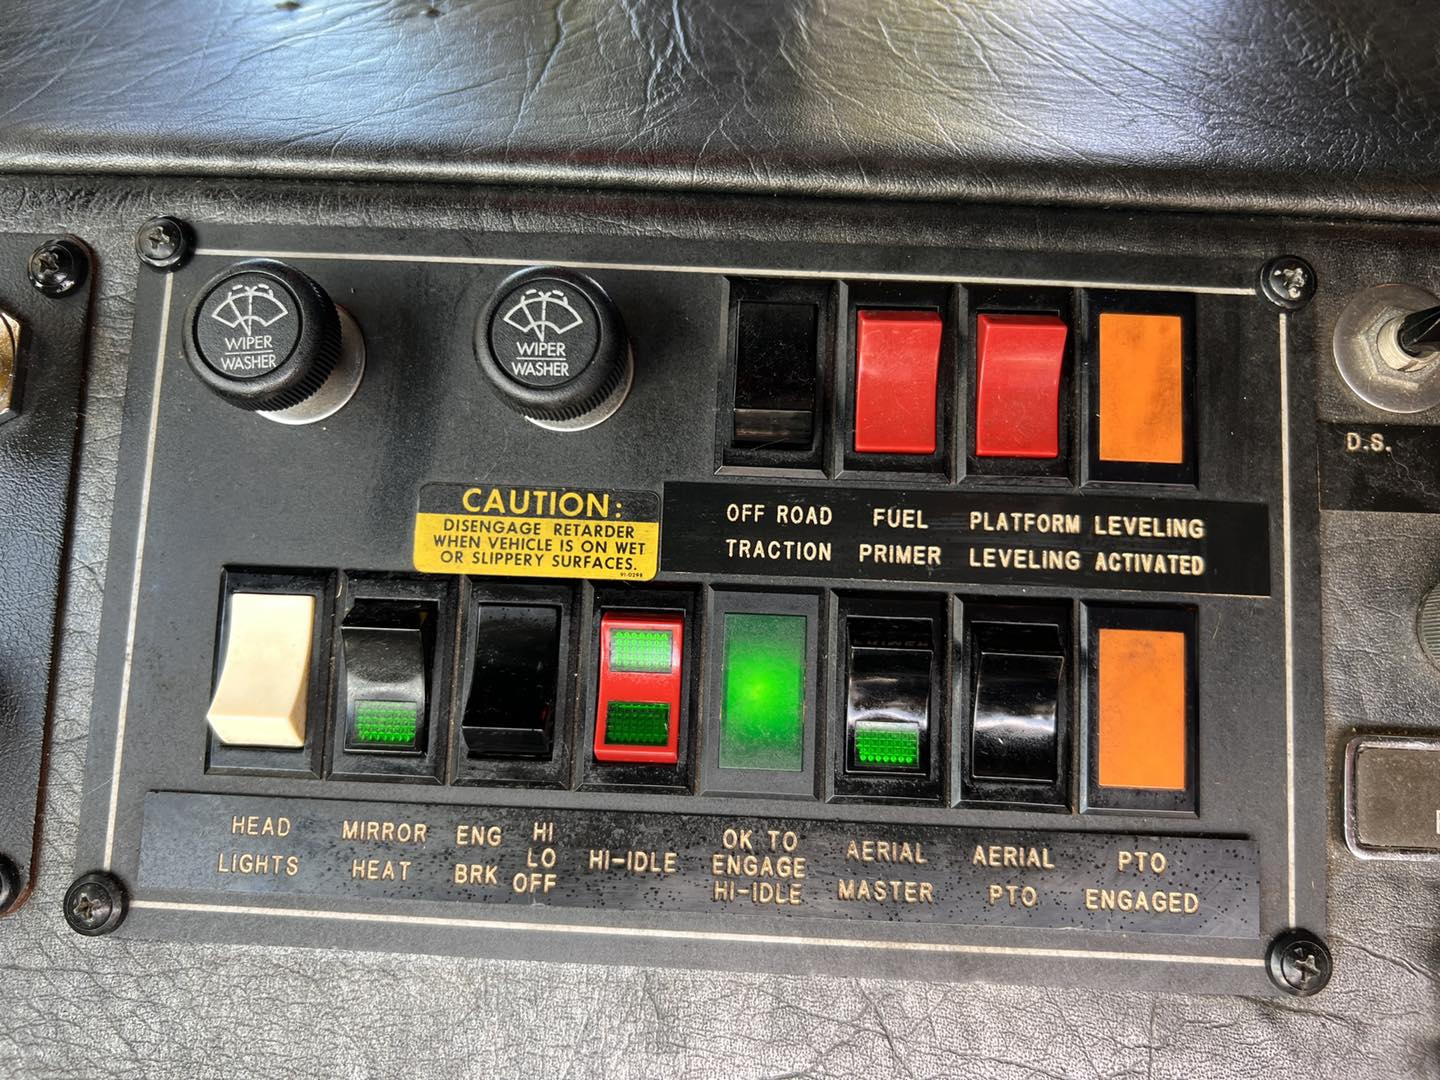 WIPER
WASHER
WIPER
WASHER
D.S.
CAUTION:
DISENGAGE RETARDER
WHEN VEHICLE IS ON WET
OR SLIPPERY SURFACES.
91-0298
OFF ROAD
TRACTION
FUEL
PRIMER
PLATFORM
LEVELING
LEVELING
ACTIVATED
HEAD
LIGHTS
MIRROR
HEAT
ENG
BRK
HI
LO
OFF
HI-IDLE
OK TO
ENGAGE
HI-IDLE
AERIAL
MASTER
AERIAL
PTO
PTO
ENGAGED